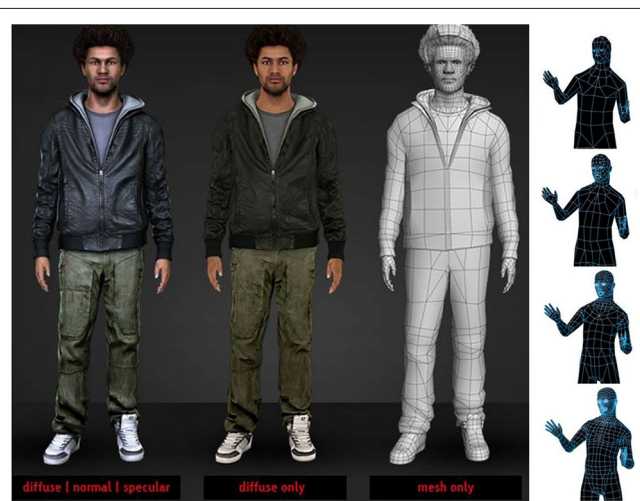 diffuse | normal | specular
diffuse only
mesh only